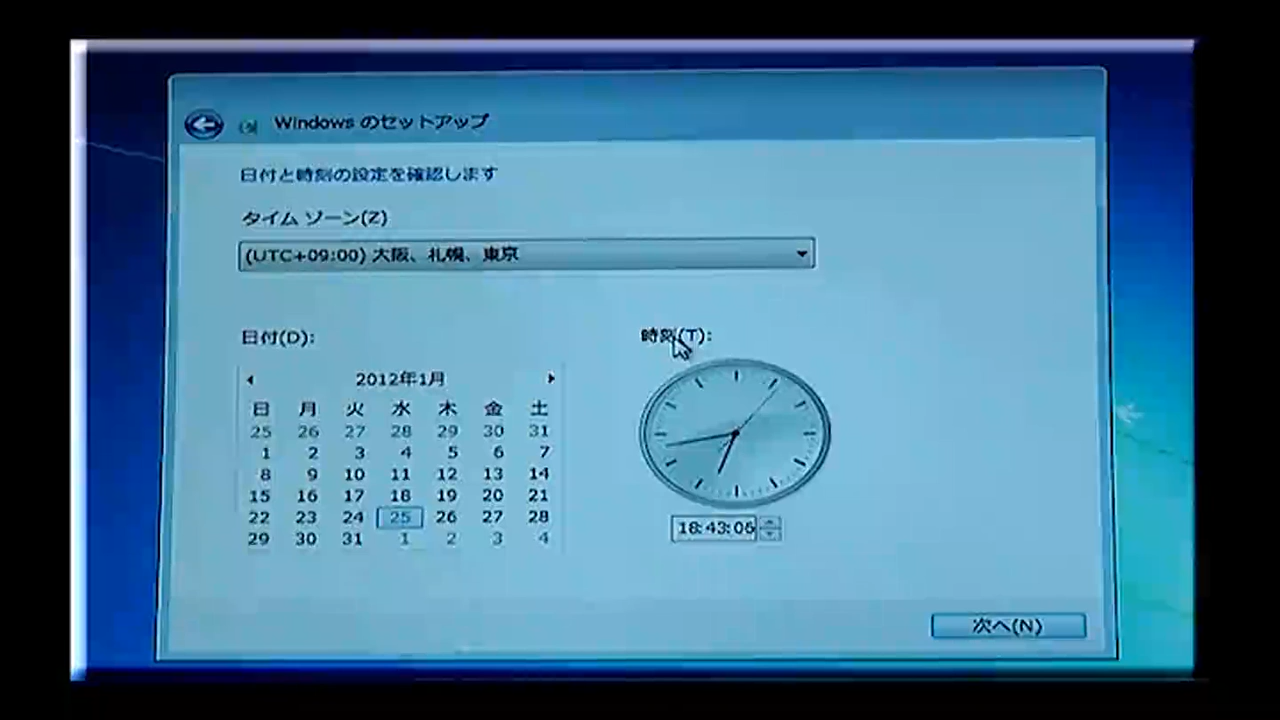 Windows のセットアップ
日付と時刻の設定を確認します
タイム ゾーン(Z)
(UTC+09:00) 大阪、札幌、東京
日付(D):
時刻(T):
2012年1月
日 月 火 水 木 金 土
25 26 27 28 29 30 31
1 2 3 4 5 6 7
8 9 10 11 12 13 14
15 16 17 18 19 20 21
22 23 24 25 26 27 28
29 30 31 1 2 3 4
18:43:06
次へ(N)